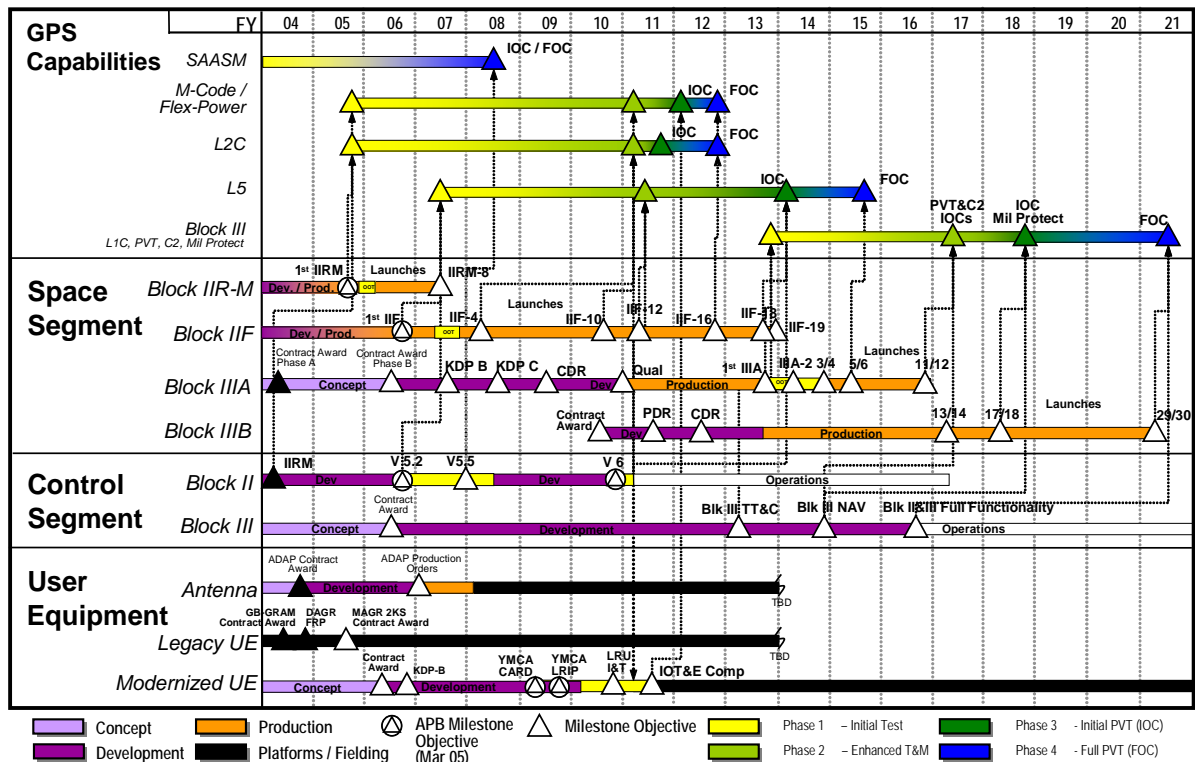 GPS
Capabilities
FY 04 05 06 07 08 09 10 11 12 13 14 15 16 17 18 19 20 21
SAASM
IOC / FOC
M-Code /
Flex-Power
IOC
FOC
L2C
IOC
FOC
L5
IOC
FOC
Block III
L1C, PVT, C2, Mil Protect
PVT&C2
IOCs
IOC
Mil Protect
FOC
Space
Segment
Block IIR-M
1st IIRM
Launches
IIRM-8
Dev. / Prod.
OOT
Block IIF
1st IIF
IIF-4
Launches
IIF-10
IIF-12
IIF-16
IIF-18
IIF-19
Dev. / Prod.
OOT
Block IIIA
Contract Award
Phase A
Contract Award
Phase B
KDP B
KDP C
CDR
Qual
1st IIIA
IIIA-2
3/4
5/6
Launches
11/12
Concept
Dev
Production
OOT
Block IIIB
Contract
Award
PDR
CDR
13/14
17/18
Launches
29/30
Dev
Production
Control
Segment
Block II
IIRM
V 5.2
V5.5
V 6
Dev
Dev
Operations
Block III
Contract
Award
Blk III TT&C
Blk III NAV
Blk II&III Full Functionality
Concept
Development
Operations
User
Equipment
Antenna
ADAP Contract
Award
ADAP Production
Orders
Development
TBD
Legacy UE
GB-GRAM
Contract Award
DAGR
FRP
MAGR 2KS
Contract Award
TBD
Modernized UE
Contract
Award
KDP-B
YMCA
CARD
YMCA
LRIP
LRU
I&T
IOT&E Comp
Concept
Development
Concept
Development
Production
Platforms / Fielding
APB Milestone
Objective
(Mar 05)
Milestone Objective
Phase 1 – Initial Test
Phase 2 – Enhanced T&M
Phase 3 - Initial PVT (IOC)
Phase 4 - Full PVT (FOC)